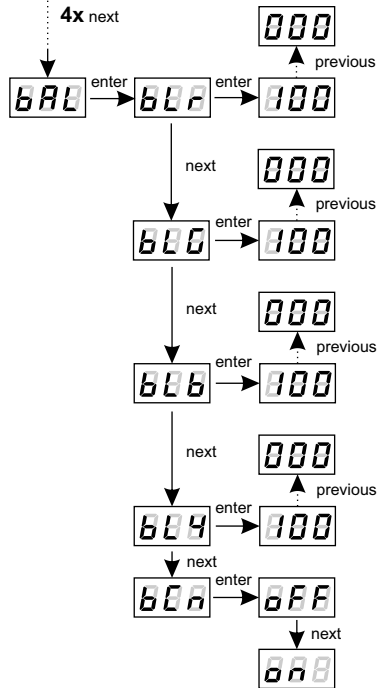 4x next
000
previous
bAL enter bLr enter 100
next
000
previous
bLG enter 100
next
000
previous
bLb enter 100
next
000
previous
bL4 enter 100
next
bCn enter oFF
next
on